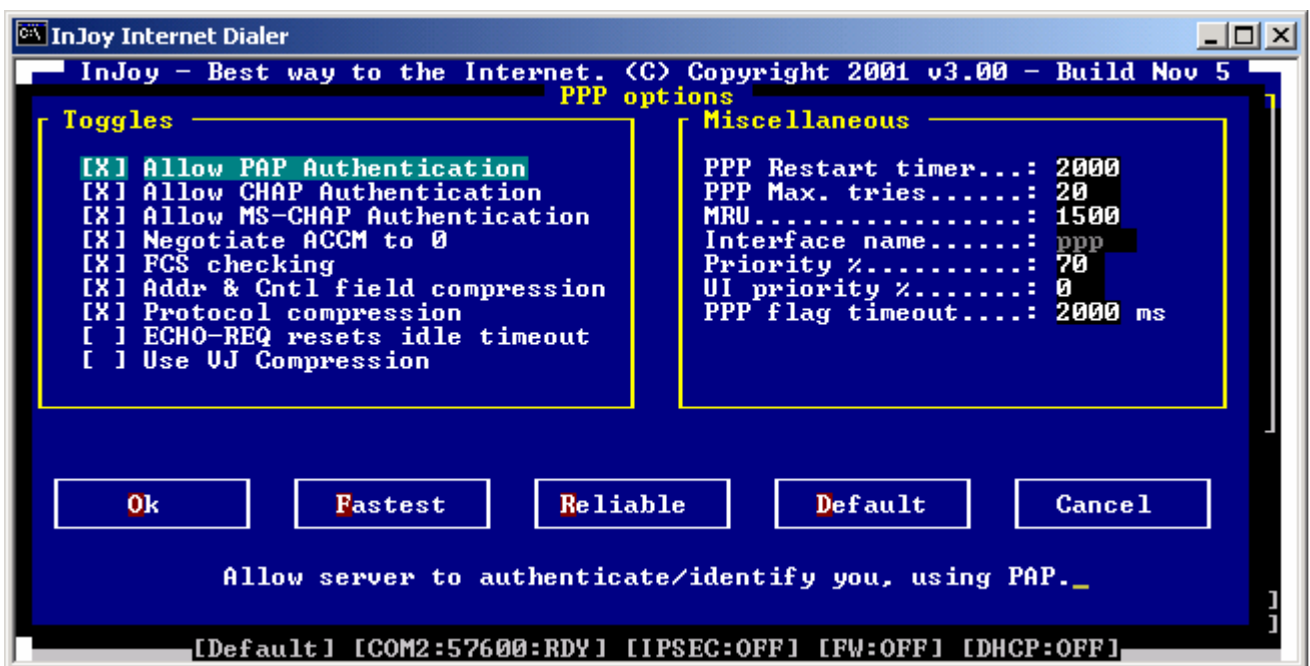 InJoy Internet Dialer
InJoy - Best way to the Internet. (C) Copyright 2001 v3.00 - Build Nov 5
PPP options
Toggles
[X] Allow PAP Authentication
[X] Allow CHAP Authentication
[X] Allow MS-CHAP Authentication
[X] Negotiate ACCM to 0
[X] FCS checking
[X] Addr & Cntl field compression
[X] Protocol compression
[ ] ECHO-REQ resets idle timeout
[ ] Use VJ Compression
Miscellaneous
PPP Restart timer...: 2000
PPP Max. tries......: 20
MRU.................: 1500
Interface name......: ppp
Priority %..........: 70
UI priority %.......: 0
PPP flag timeout....: 2000 ms
Ok
Fastest
Reliable
Default
Cancel
Allow server to authenticate/identify you, using PAP._
[Default] [COM2:57600:RDY] [IPSEC:OFF] [FW:OFF] [DHCP:OFF]